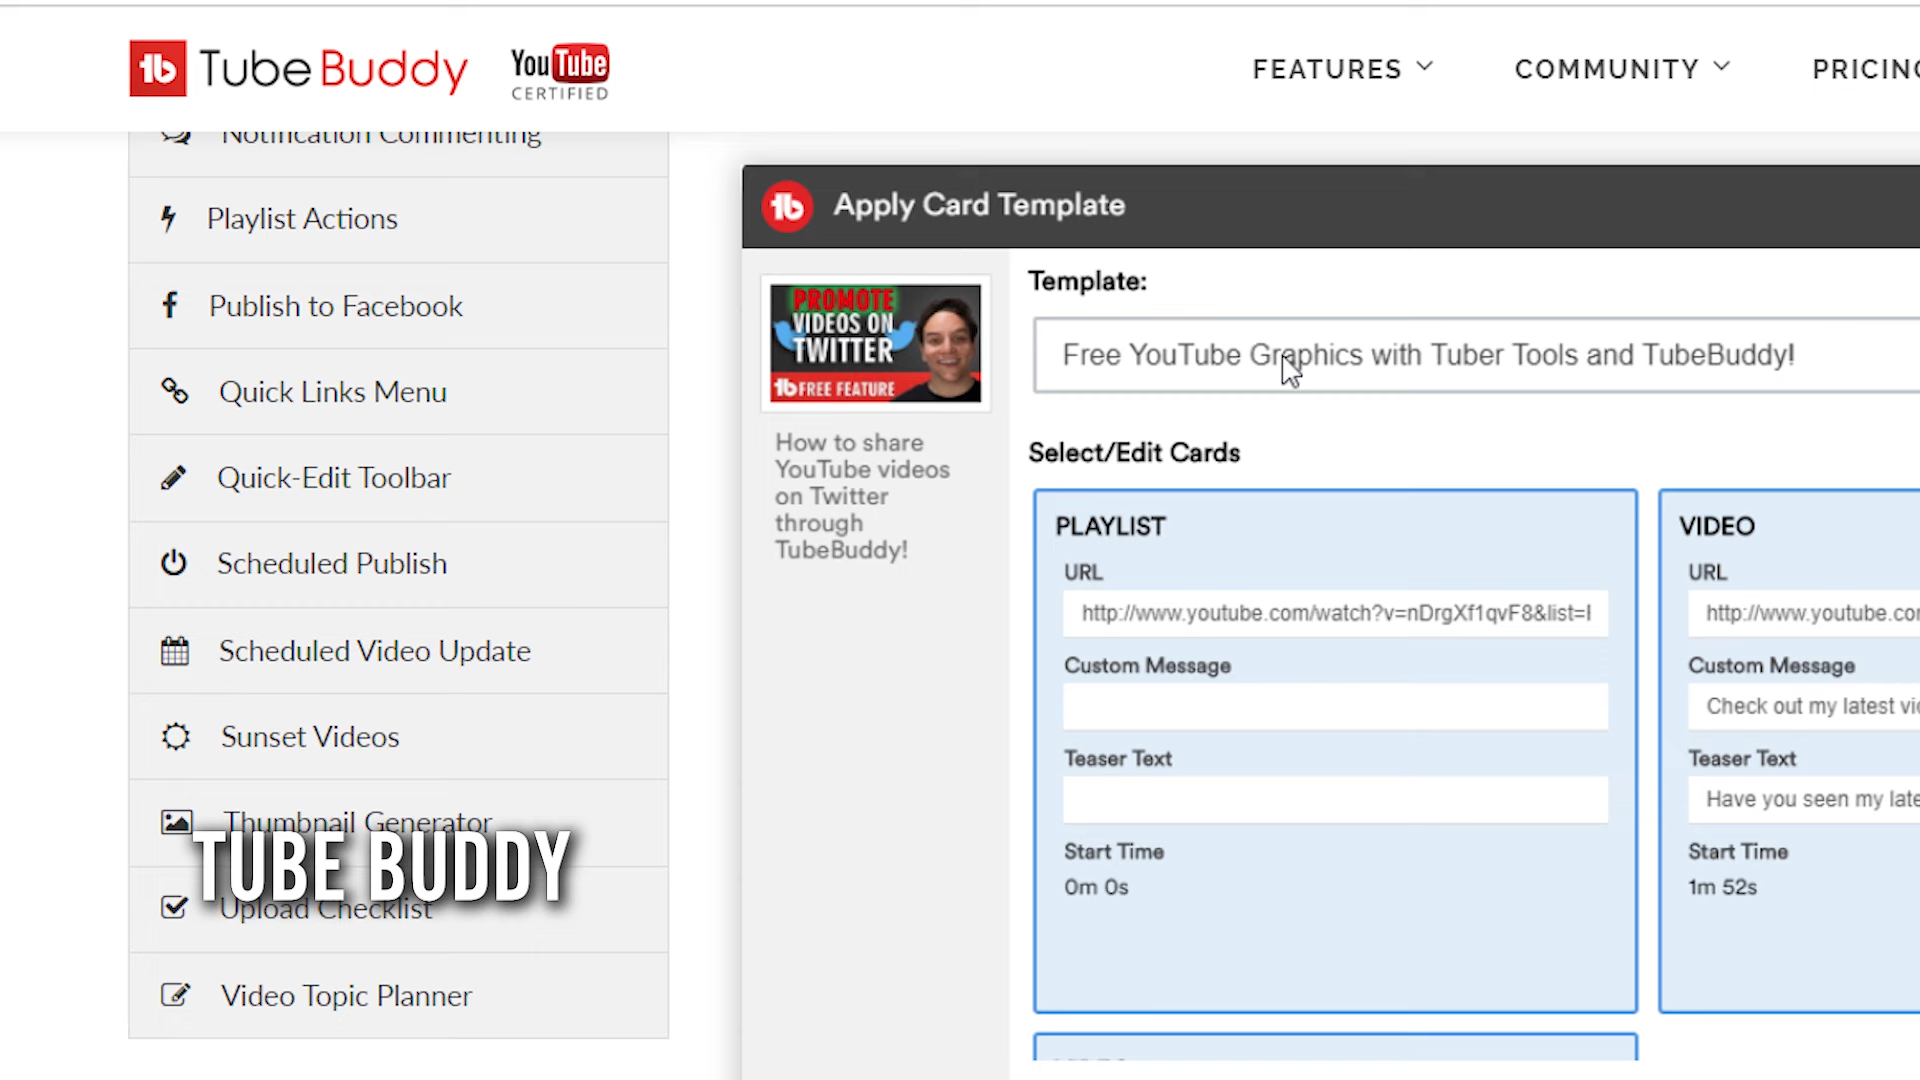 TubeBuddy
YouTube
CERTIFIED
FEATURES
COMMUNITY
PRICING
Notification Commenting
Playlist Actions
Publish to Facebook
Quick Links Menu
Quick-Edit Toolbar
Scheduled Publish
Scheduled Video Update
Sunset Videos
Thumbnail Generator
TUBE BUDDY
Upload Checklist
Video Topic Planner
Apply Card Template
PROMOTE
VIDEOS ON
TWITTER
FREE FEATURE
How to share
YouTube videos
on Twitter
through
TubeBuddy!
Template:
Free YouTube Graphics with Tuber Tools and TubeBuddy!
Select/Edit Cards
PLAYLIST
URL
http://www.youtube.com/watch?v=nDrgXf1qvF8&list=
Custom Message
Teaser Text
Start Time
0m 0s
VIDEO
URL
http://www.youtube.co
Custom Message
Check out my latest
Teaser Text
Have you seen my
Start Time
1m 52s